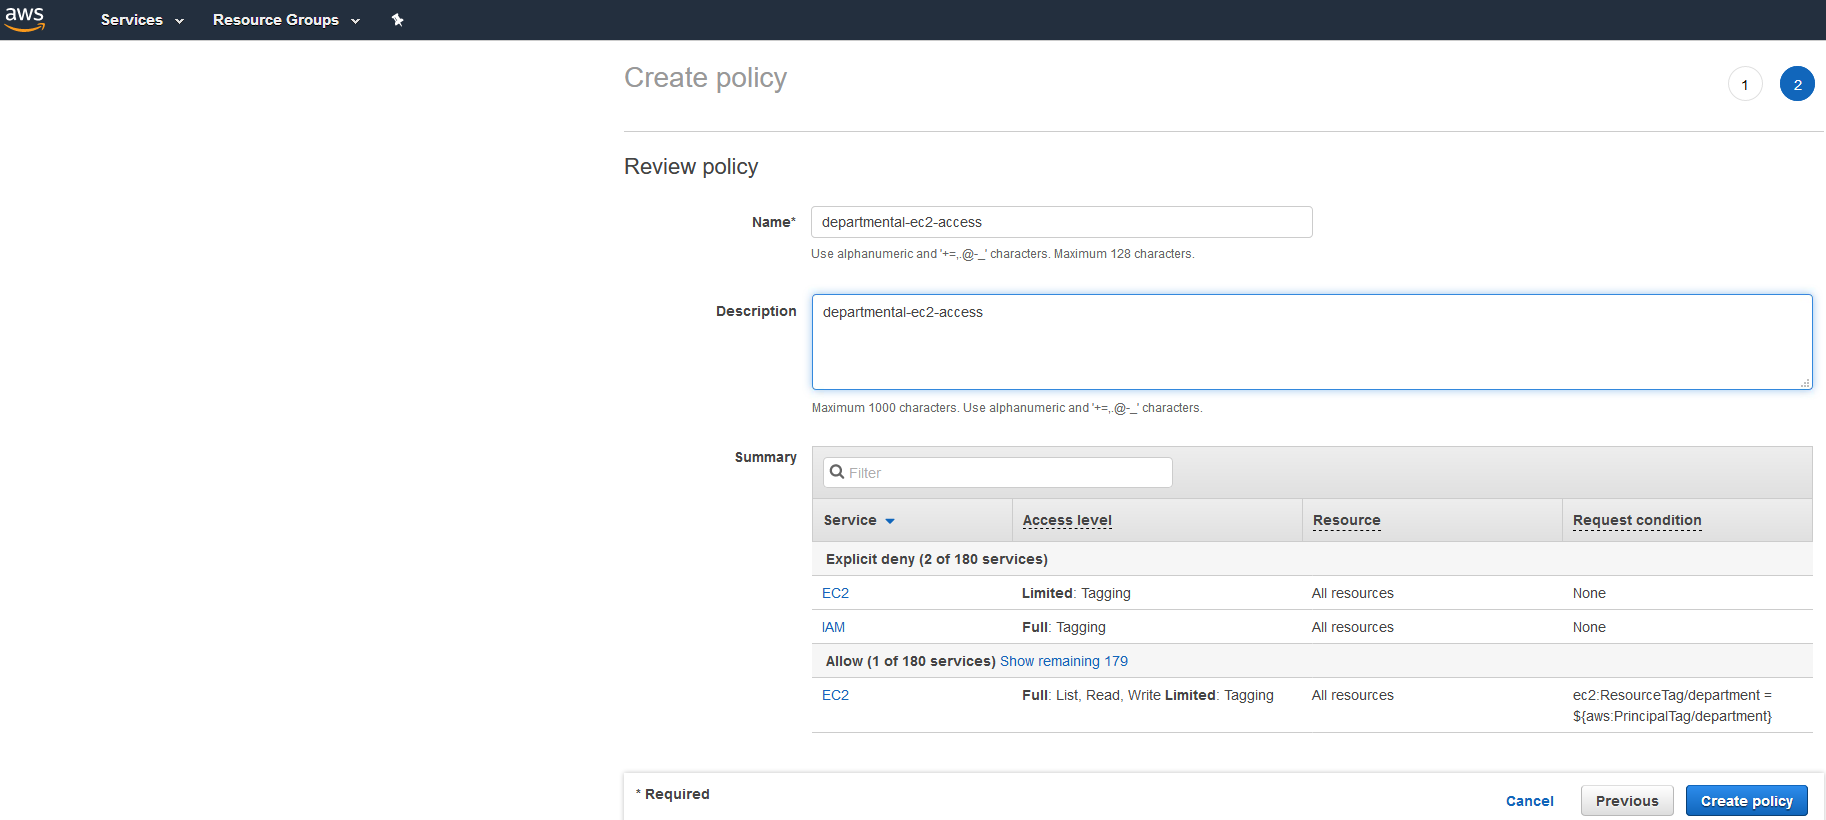 aws Services Resource Groups
Create policy
1 2
Review policy
Name* departmental-ec2-access
Use alphanumeric and '+=,.@-_' characters. Maximum 128 characters.
Description departmental-ec2-access
Maximum 1000 characters. Use alphanumeric and '+=,.@-_' characters.
Summary Filter
Service Access level Resource Request condition
Explicit deny (2 of 180 services)
EC2 Limited: Tagging All resources None
IAM Full: Tagging All resources None
Allow (1 of 180 services) Show remaining 179
EC2 Full: List, Read, Write Limited: Tagging All resources ec2:ResourceTag/department =
${aws:PrincipalTag/department}
* Required Cancel Previous Create policy